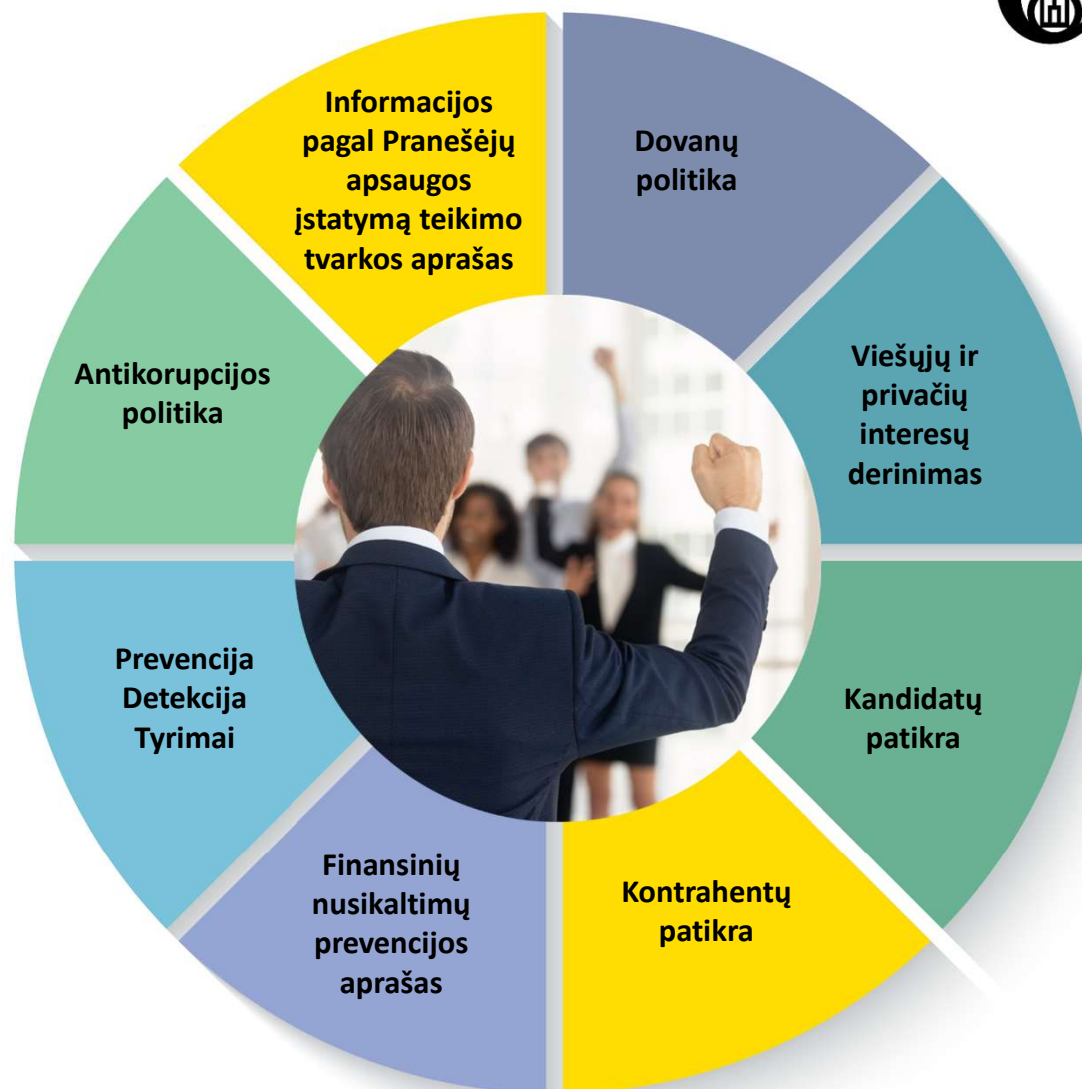 Informacijos
pagal Pranešėjų
apsaugos
įstatymą teikimo
tvarkos aprašas
Dovanų
politika
Viešųjų ir
privačių
interesų
derinimas
Kandidatų
patikra
Kontrahentų
patikra
Finansinių
nusikaltimų
prevencijos
aprašas
Prevencija
Detekcija
Tyrimai
Antikorupcijos
politika